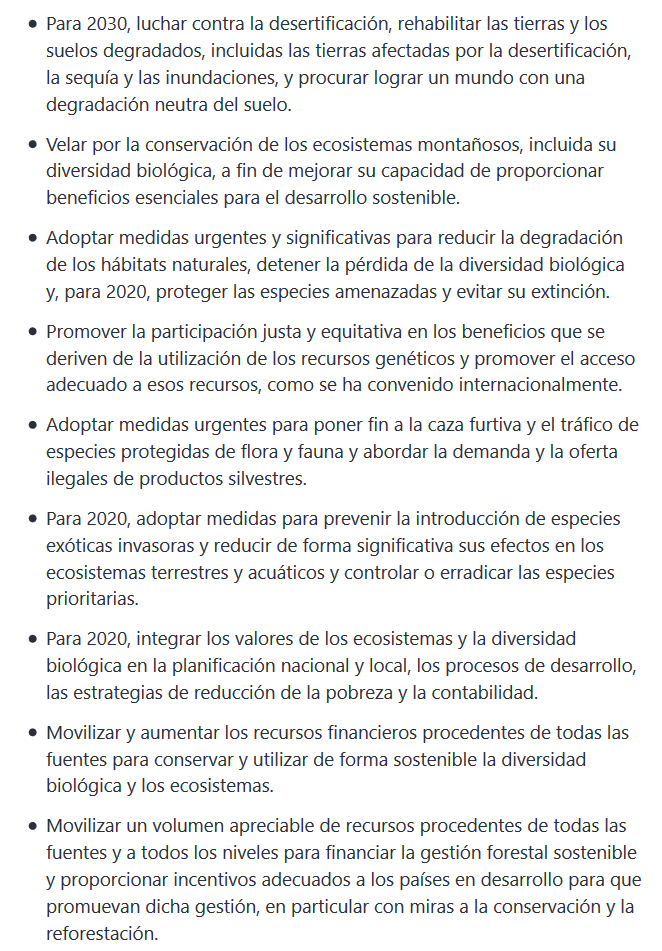 • Para 2030, luchar contra la desertificación, rehabilitar las tierras y los
suelos degradados, incluidas las tierras afectadas por la desertificación,
la sequía y las inundaciones, y procurar lograr un mundo con una
degradación neutra del suelo.
• Velar por la conservación de los ecosistemas montañosos, incluida su
diversidad biológica, a fin de mejorar su capacidad de proporcionar
beneficios esenciales para el desarrollo sostenible.
• Adoptar medidas urgentes y significativas para reducir la degradación
de los hábitats naturales, detener la pérdida de la diversidad biológica
y, para 2020, proteger las especies amenazadas y evitar su extinción.
• Promover la participación justa y equitativa en los beneficios que se
deriven de la utilización de los recursos genéticos y promover el acceso
adecuado a esos recursos, como se ha convenido internacionalmente.
• Adoptar medidas urgentes para poner fin a la caza furtiva y el tráfico de
especies protegidas de flora y fauna y abordar la demanda y la oferta
ilegales de productos silvestres.
• Para 2020, adoptar medidas para prevenir la introducción de especies
exóticas invasoras y reducir de forma significativa sus efectos en los
ecosistemas terrestres y acuáticos y controlar o erradicar las especies
prioritarias.
• Para 2020, integrar los valores de los ecosistemas y la diversidad
biológica en la planificación nacional y local, los procesos de desarrollo,
las estrategias de reducción de la pobreza y la contabilidad.
• Movilizar y aumentar los recursos financieros procedentes de todas las
fuentes para conservar y utilizar de forma sostenible la diversidad
biológica y los ecosistemas.
• Movilizar un volumen apreciable de recursos procedentes de todas las
fuentes y a todos los niveles para financiar la gestión forestal sostenible
y proporcionar incentivos adecuados a los países en desarrollo para que
promuevan dicha gestión, en particular con miras a la conservación y la
reforestación.